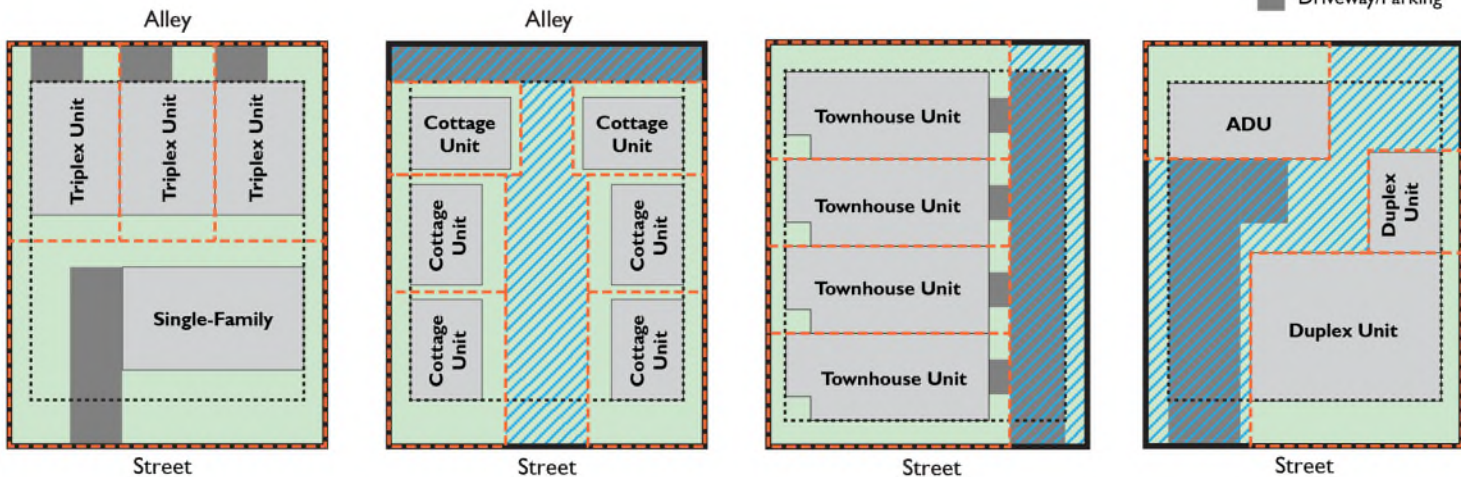 Driveway/Parking
Alley
Triplex Unit
Triplex Unit
Triplex Unit
Single-Family
Street
Alley
Cottage
Unit
Cottage
Unit
Cottage
Unit
Cottage
Unit
Cottage
Unit
Cottage
Unit
Street
Townhouse Unit
Townhouse Unit
Townhouse Unit
Townhouse Unit
Street
ADU
Duplex
Unit
Duplex Unit
Street